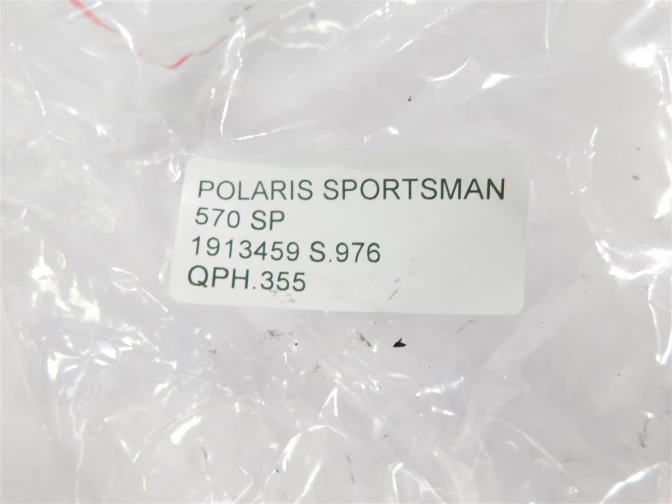 POLARIS SPORTSMAN
570 SP
1913459 S.976
QPH.355